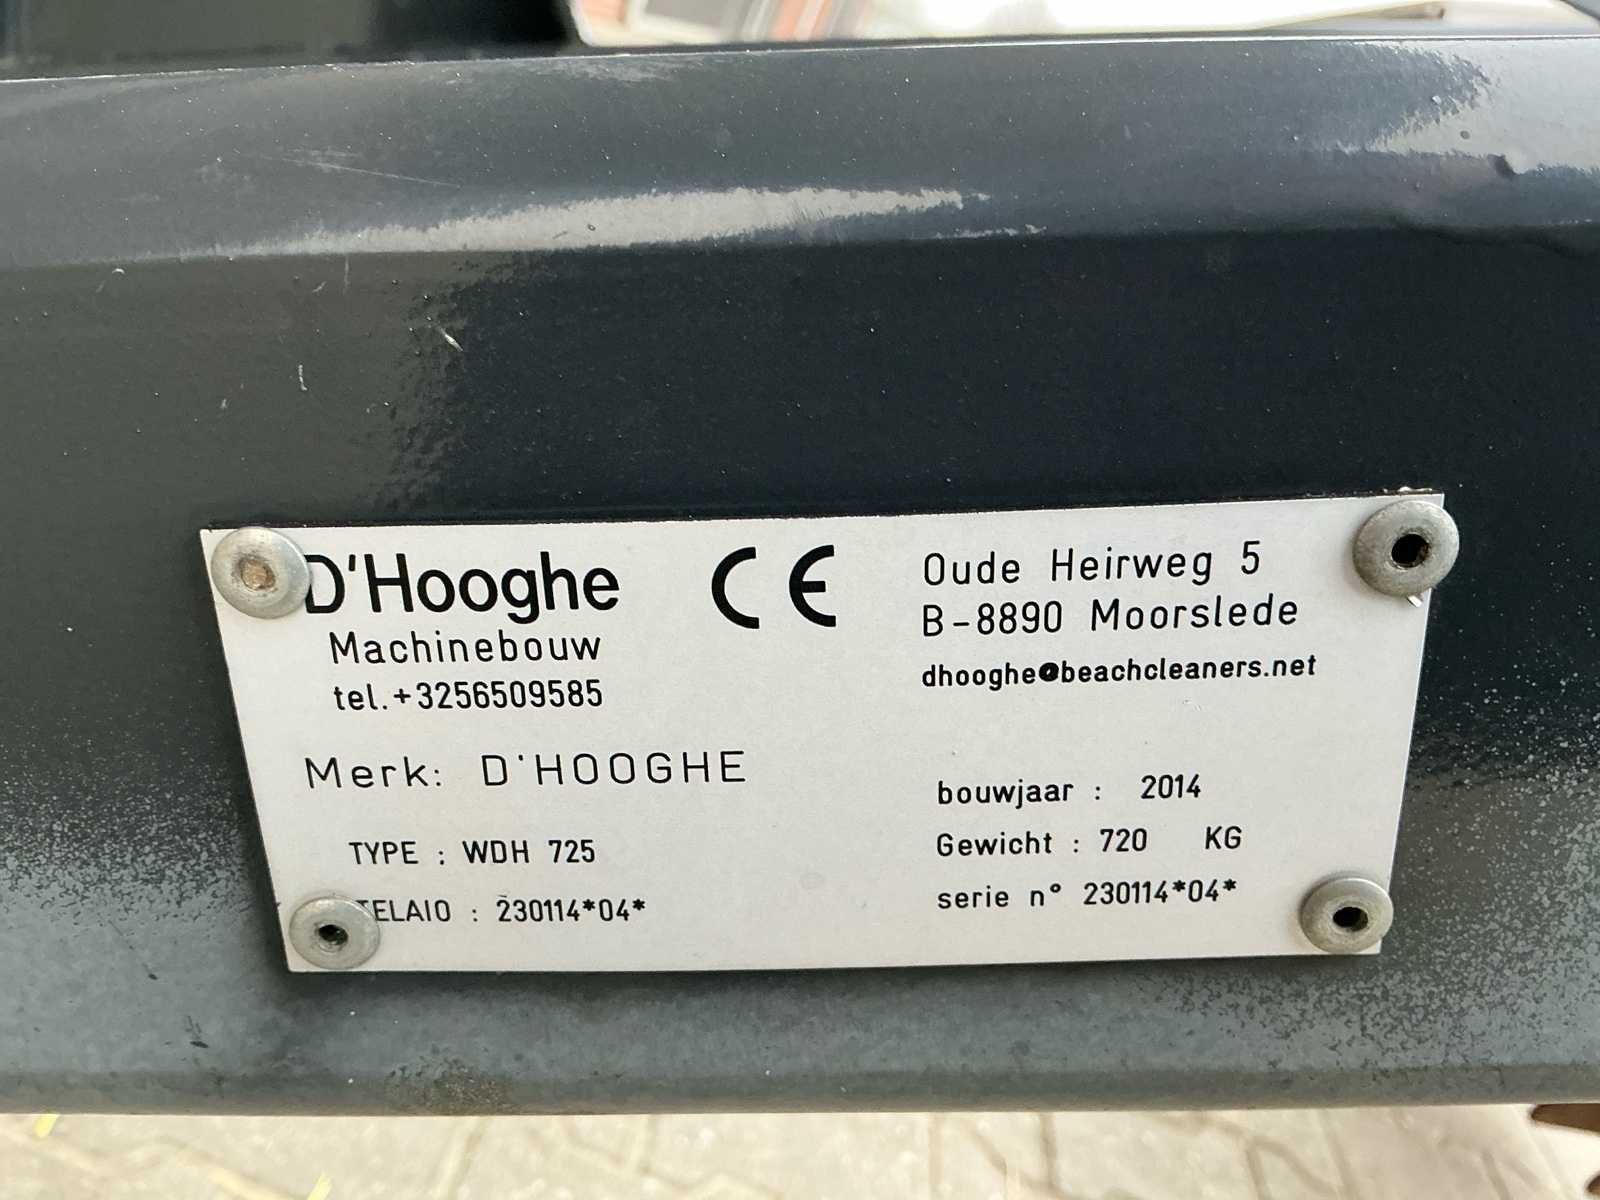 D'Hooghe
Machinebouw
tel.+3256509585
CE
Oude Heirweg 5
B-8890 Moorslede
dhooghe@beachcleaners.net
Merk: D'HOOGHE
TYPE : WDH 725
TELAIO : 230114*04*
bouwjaar : 2014
Gewicht : 720 KG
serie n° 230114*04*